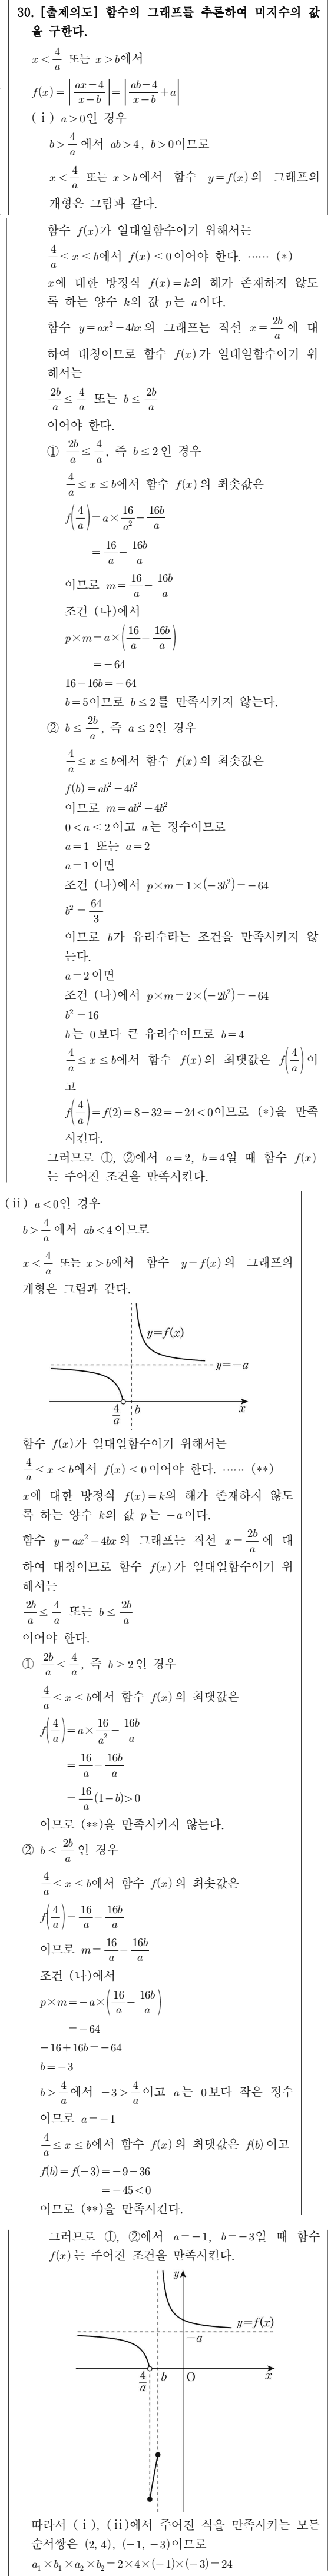 30. [출제의도] 함수의 그래프를 추론하여 미지수의 값
을 구한다.
x < 4/a 또는 x > b에서
f(x) = |(ax−4)/(x−b)| = |(ab−4)/(x−b) + a|
(ⅰ) a > 0인 경우
b > 4/a 에서 ab > 4, b > 0이므로
x < 4/a 또는 x > b에서 함수 y = f(x)의 그래프의
개형은 그림과 같다.
함수 f(x)가 일대일함수이기 위해서는
4/a ≤ x ≤ b에서 f(x) ≤ 0이어야 한다. …… (*)
x에 대한 방정식 f(x) = k의 해가 존재하지 않도
록 하는 양수 k의 값 p는 a이다.
함수 y = ax² − 4bx의 그래프는 직선 x = 2b/a 에 대
하여 대칭이므로 함수 f(x)가 일대일함수이기 위
해서는
2b/a ≤ 4/a 또는 b ≤ 2b/a
이어야 한다.
① 2b/a ≤ 4/a, 즉 b ≤ 2인 경우
4/a ≤ x ≤ b에서 함수 f(x)의 최솟값은
f(4/a) = a × 16/a² − 16b/a
= 16/a − 16b/a
이므로 m = 16/a − 16b/a
조건 (나)에서
p × m = a × (16/a − 16b/a)
= −64
16 − 16b = −64
b = 5이므로 b ≤ 2를 만족시키지 않는다.
② b ≤ 2b/a, 즉 a ≤ 2인 경우
4/a ≤ x ≤ b에서 함수 f(x)의 최솟값은
f(b) = ab² − 4b²
이므로 m = ab² − 4b²
0 < a ≤ 2이고 a는 정수이므로
a = 1 또는 a = 2
a = 1이면
조건 (나)에서 p × m = 1 × (−3b²) = −64
b² = 64/3
이므로 b가 유리수라는 조건을 만족시키지 않
는다.
a = 2이면
조건 (나)에서 p × m = 2 × (−2b²) = −64
b² = 16
b는 0보다 큰 유리수이므로 b = 4
4/a ≤ x ≤ b에서 함수 f(x)의 최댓값은 f(4/a)이
고
f(4/a) = f(2) = 8 − 32 = −24 < 0이므로 (*)을 만족
시킨다.
그러므로 ①, ②에서 a = 2, b = 4일 때 함수 f(x)
는 주어진 조건을 만족시킨다.
(ⅱ) a < 0인 경우
b > 4/a 에서 ab < 4이므로
x < 4/a 또는 x > b에서 함수 y = f(x)의 그래프의
개형은 그림과 같다.
y = f(x)
y = −a
4/a b x
함수 f(x)가 일대일함수이기 위해서는
4/a ≤ x ≤ b에서 f(x) ≤ 0이어야 한다. …… (**)
x에 대한 방정식 f(x) = k의 해가 존재하지 않도
록 하는 양수 k의 값 p는 −a이다.
함수 y = ax² − 4bx의 그래프는 직선 x = 2b/a 에 대
하여 대칭이므로 함수 f(x)가 일대일함수이기 위
해서는
2b/a ≤ 4/a 또는 b ≤ 2b/a
이어야 한다.
① 2b/a ≤ 4/a, 즉 b ≥ 2인 경우
4/a ≤ x ≤ b에서 함수 f(x)의 최댓값은
f(4/a) = a × 16/a² − 16b/a
= 16/a − 16b/a
= 16/a (1 − b) > 0
이므로 (**)을 만족시키지 않는다.
② b ≤ 2b/a 인 경우
4/a ≤ x ≤ b에서 함수 f(x)의 최솟값은
f(4/a) = 16/a − 16b/a
이므로 m = 16/a − 16b/a
조건 (나)에서
p × m = −a × (16/a − 16b/a)
= −64
−16 + 16b = −64
b = −3
b > 4/a 에서 −3 > 4/a 이고 a는 0보다 작은 정수
이므로 a = −1
4/a ≤ x ≤ b에서 함수 f(x)의 최댓값은 f(b)이고
f(b) = f(−3) = −9 − 36
= −45 < 0
이므로 (**)을 만족시킨다.
그러므로 ①, ②에서 a = −1, b = −3일 때 함수
f(x)는 주어진 조건을 만족시킨다.
y
y = f(x)
−a
4/a b O x
따라서 (ⅰ), (ⅱ)에서 주어진 식을 만족시키는 모든
순서쌍은 (2, 4), (−1, −3)이므로
a₁ × b₁ × a₂ × b₂ = 2 × 4 × (−1) × (−3) = 24